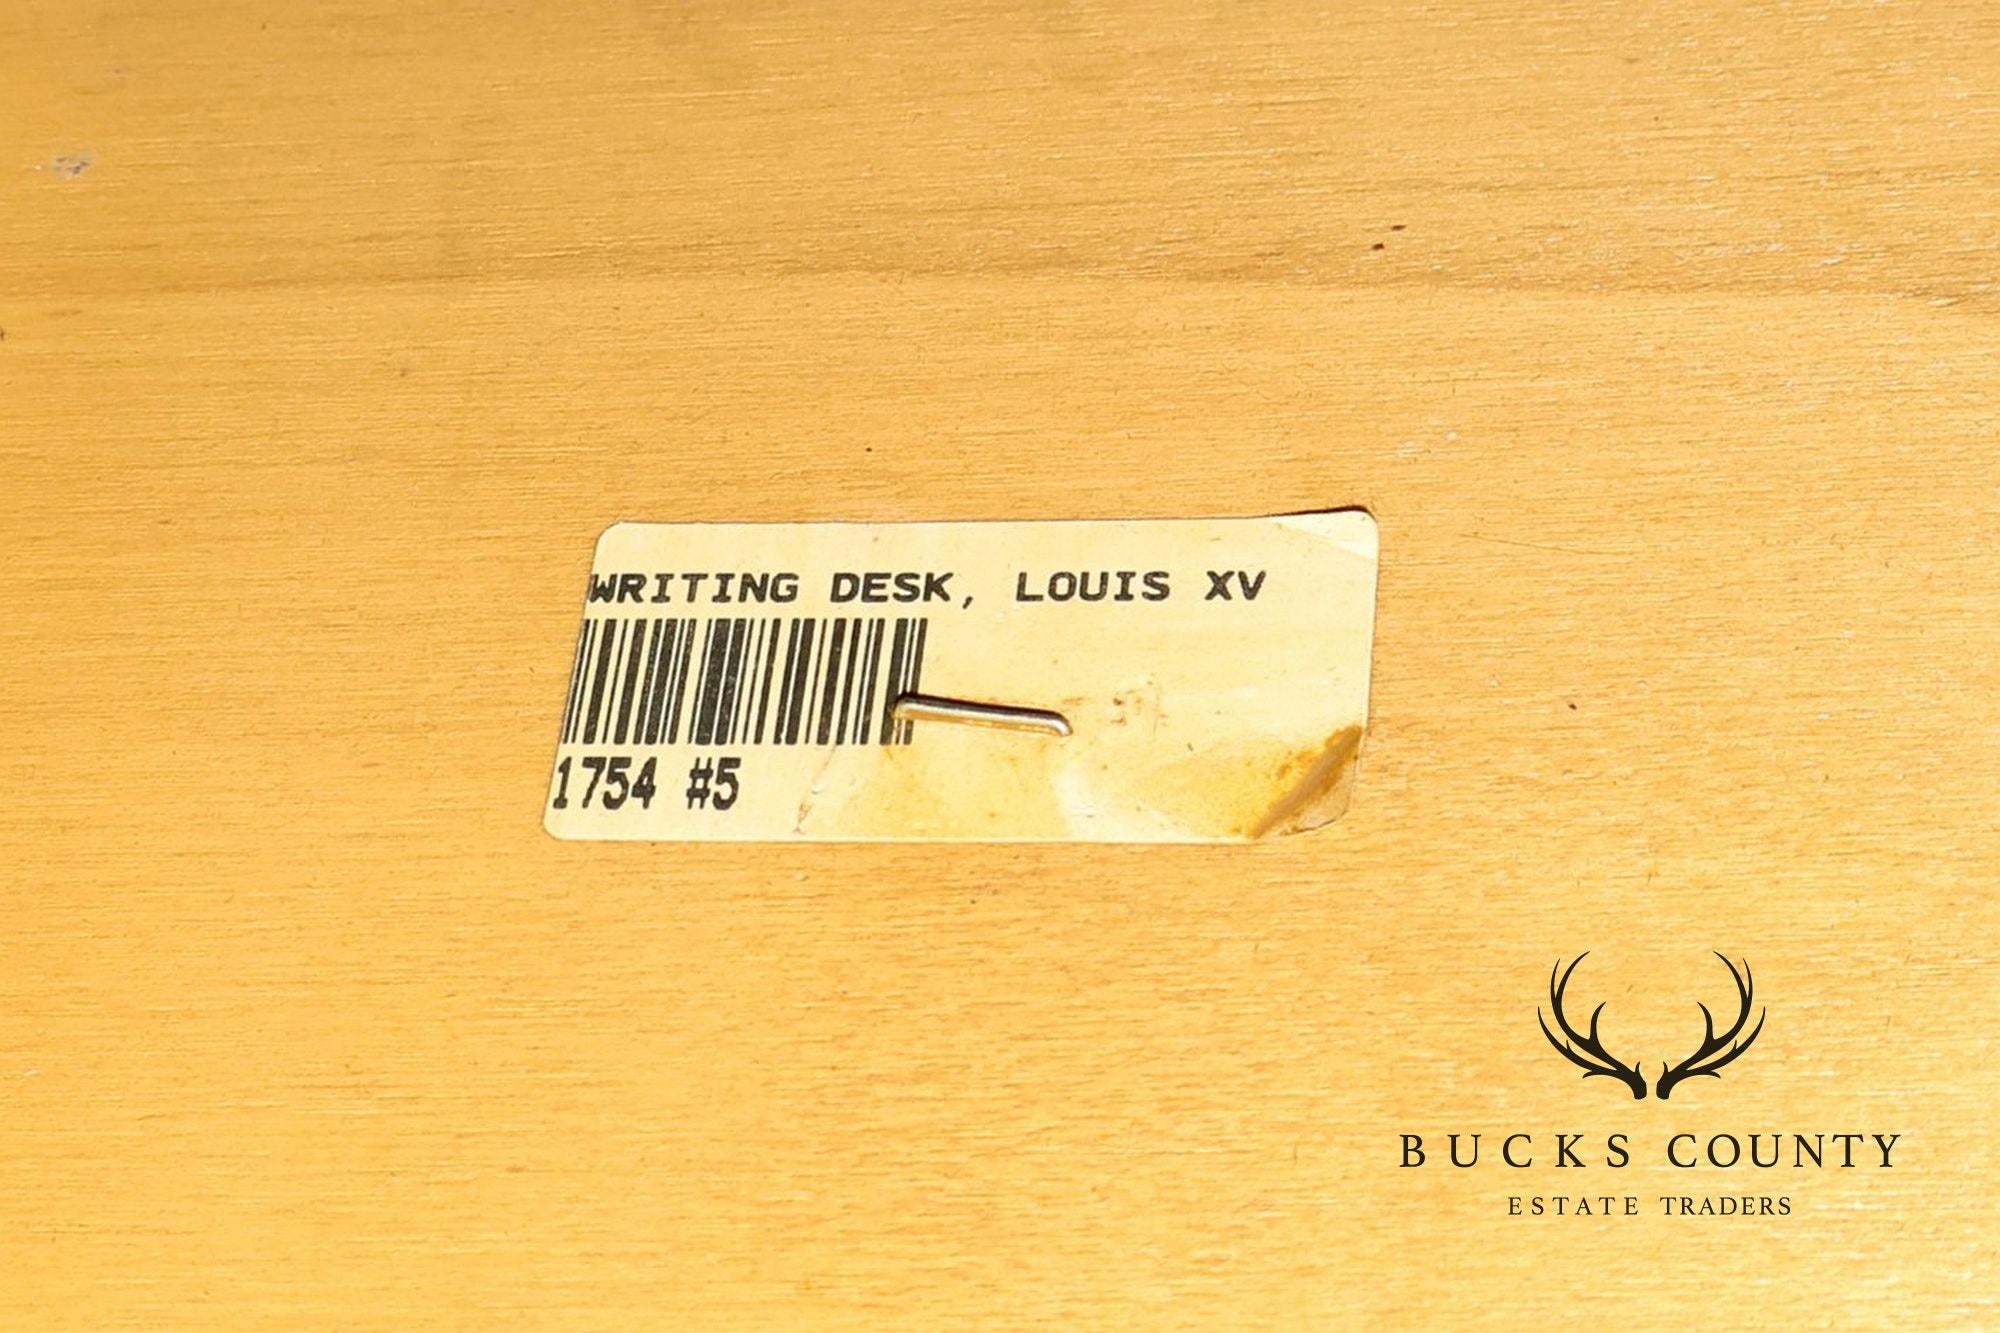 WRITING DESK, LOUIS XV
1754 #5
BUCKS COUNTY
ESTATE TRADERS